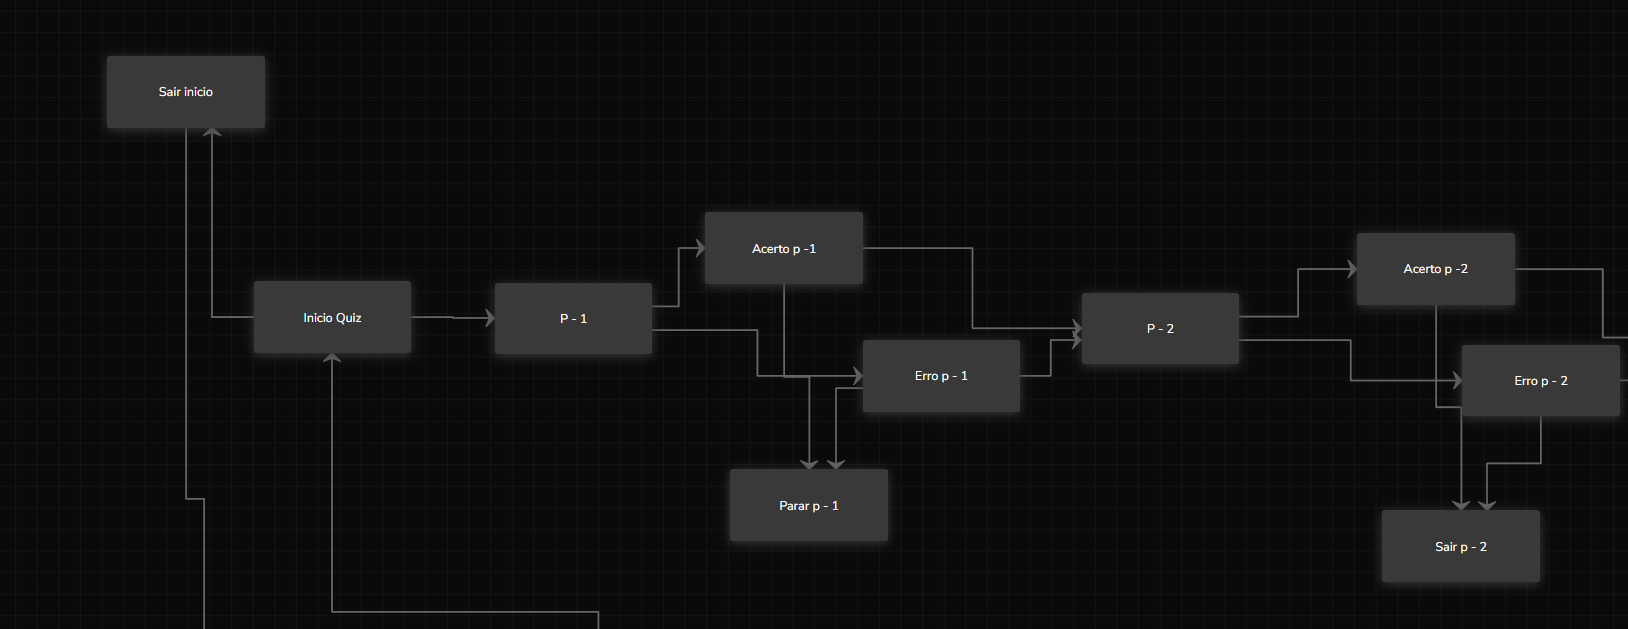 Sair inicio
Inicio Quiz
P - 1
Acerto p -1
Erro p - 1
Parar p - 1
P - 2
Acerto p -2
Erro p - 2
Sair p - 2